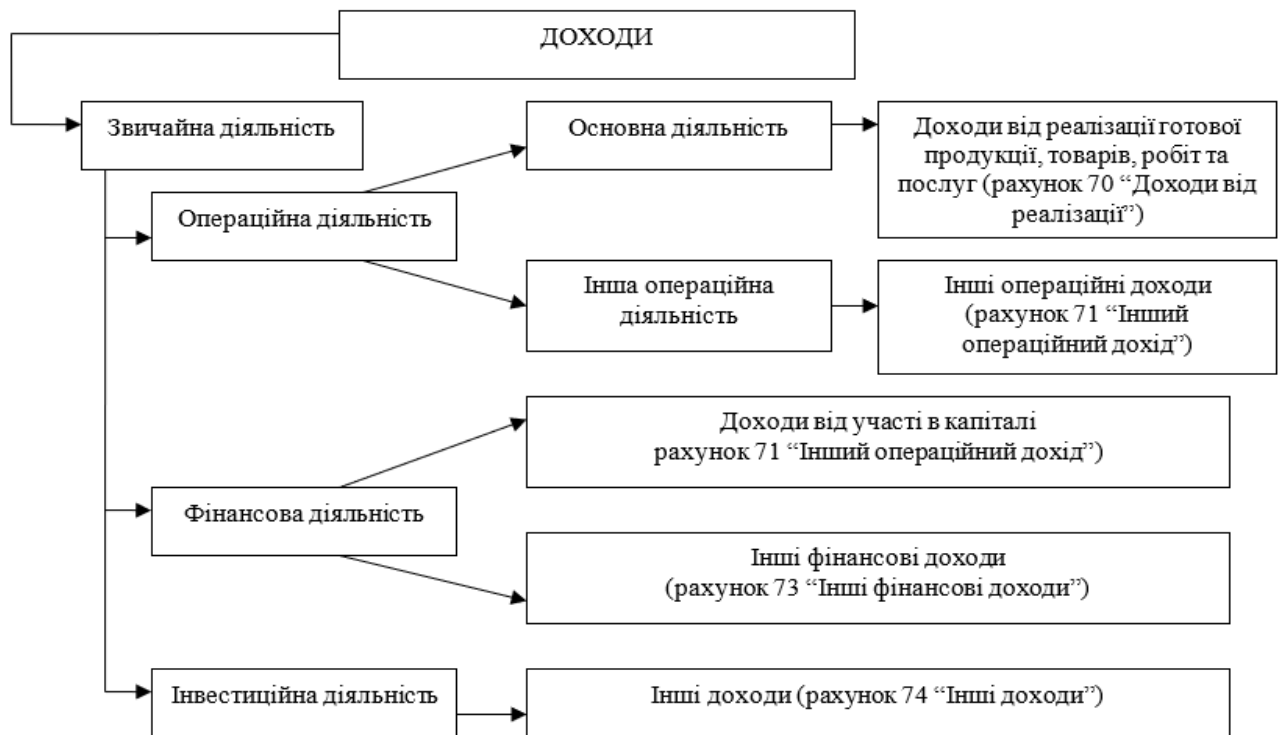 ДОХОДИ
Звичайна діяльність
Основна діяльність
Доходи від реалізації готової
продукції, товарів, робіт та
послуг (рахунок 70 “Доходи від
реалізації”)
Операційна діяльність
Інша операційна
діяльність
Інші операційні доходи
(рахунок 71 “Інший
операційний дохід”)
Доходи від участі в капіталі
рахунок 71 “Інший операційний дохід”)
Фінансова діяльність
Інші фінансові доходи
(рахунок 73 “Інші фінансові доходи”)
Інвестиційна діяльність
Інші доходи (рахунок 74 “Інші доходи”)